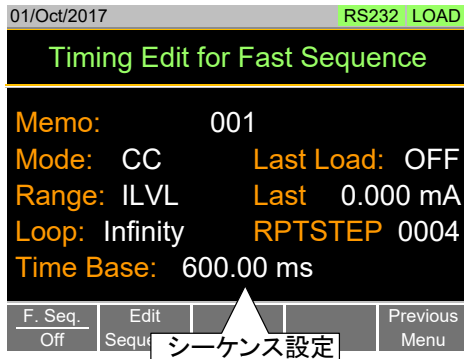 01/Oct/2017 RS232 LOAD
Timing Edit for Fast Sequence
Memo: 001
Mode: CC Last Load: OFF
Range: ILVL Last 0.000 mA
Loop: Infinity RPTSTEP 0004
Time Base: 600.00 ms
F. Seq. Edit Previous
Off Seque Menu
シーケンス設定